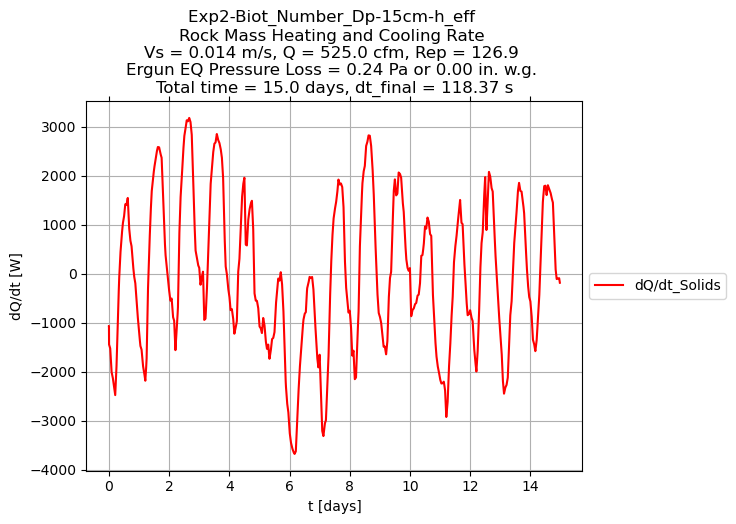 Exp2-Biot_Number_Dp-15cm-h_eff
Rock Mass Heating and Cooling Rate
Vs = 0.014 m/s, Q = 525.0 cfm, Rep = 126.9
Ergun EQ Pressure Loss = 0.24 Pa or 0.00 in. w.g.
Total time = 15.0 days, dt_final = 118.37 s
3000
2000
1000
0
−1000
−2000
−3000
−4000
dQ/dt [W]
0 2 4 6 8 10 12 14
t [days]
dQ/dt_Solids